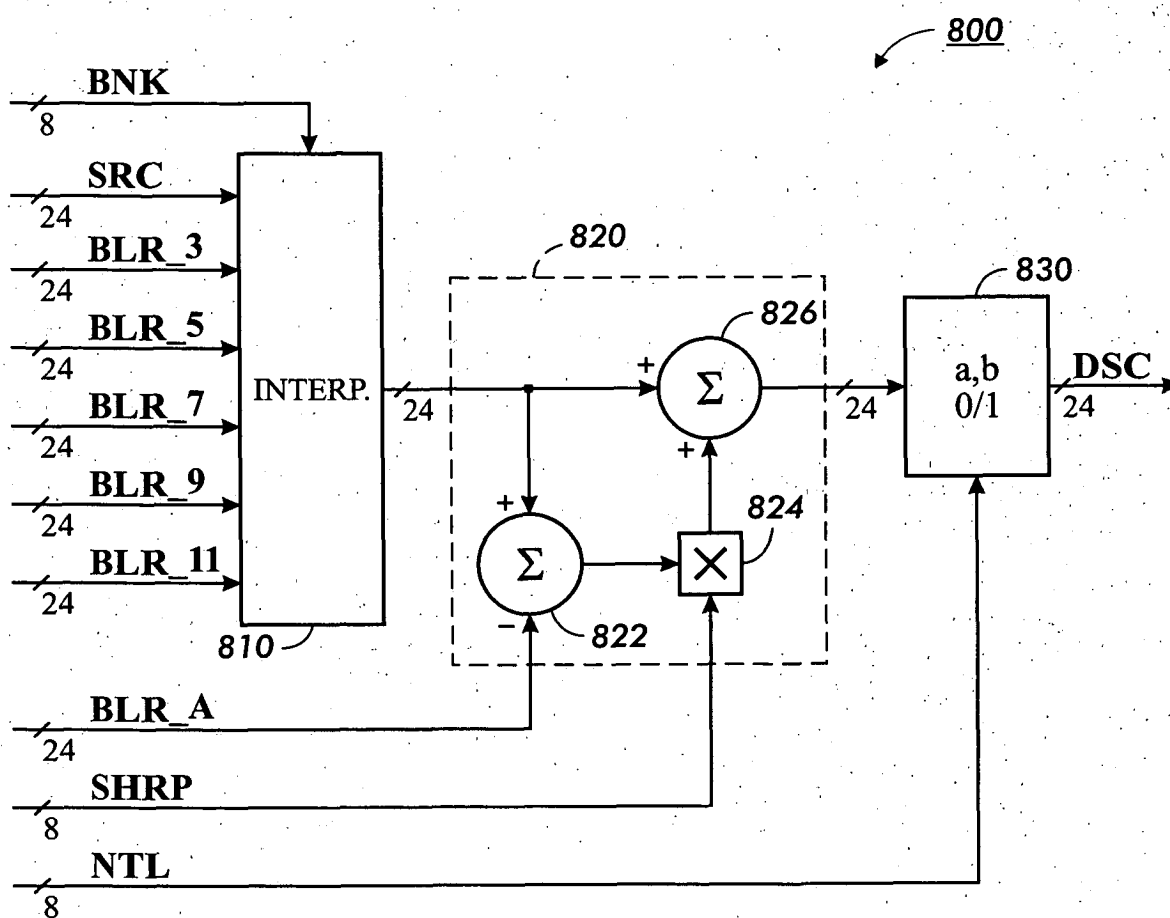 800
BNK
8
SRC
24
BLR_3
24
BLR_5
24
BLR_7
24
BLR_9
24
BLR_11
24
INTERP.
810
24
820
+
Σ
826
+
+
Σ
822
−
×
824
24
830
a,b
0/1
DSC
24
BLR_A
24
SHRP
8
NTL
8